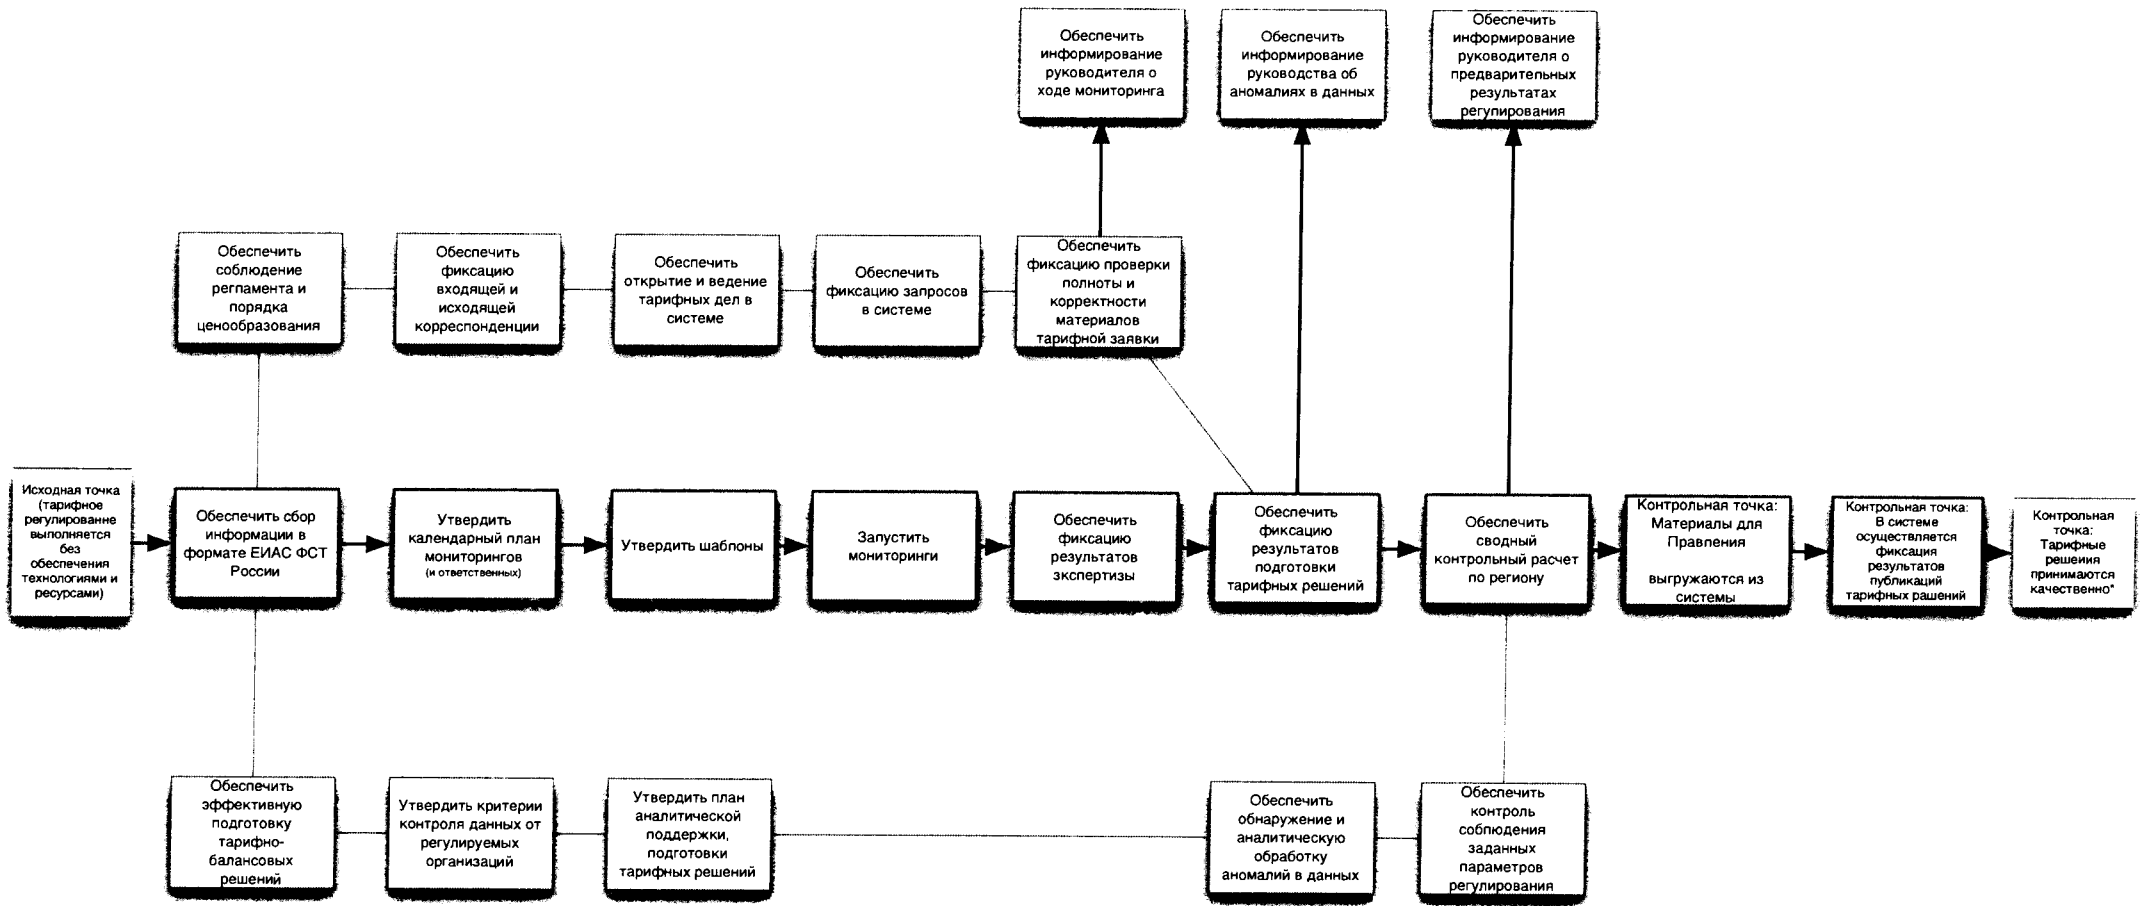 Обеспечить
информирование
руководителя о
ходе мониторинга
Обеспечить
информирование
руководства об
аномалиях в данных
Обеспечить
информирование
руководителя о
предварительных
результатах
регулирования
Обеспечить
соблюдение
регламента и
порядка
ценообразования
Обеспечить
фиксацию
входящей и
исходящей
корреспонденции
Обеспечить
открытие и ведение
тарифных дел в
системе
Обеспечить
фиксацию запросов
в системе
Обеспечить
фиксацию проверки
полноты и
корректности
материалов
тарифной заявки
Исходная точка
(тарифное
регулирование
выполняется
без
обеспечения
технологиями и
ресурсами)
Обеспечить сбор
информации в
формате ЕИАС ФСТ
России
Утвердить
календарный план
мониторингов
(и ответственных)
Утвердить шаблоны
Запустить
мониторинги
Обеспечить
фиксацию
результатов
экспертизы
Обеспечить
фиксацию
результатов
подготовки
тарифных решений
Обеспечить
сводный
контрольный расчет
по региону
Контрольная точка:
Материалы для
Правления
выгружаются из
системы
Контрольная точка:
В системе
осуществляется
фиксация
результатов
публикаций
тарифных рашений
Контрольная
точка:
Тарифные
решения
принимаются
качественно"
Обеспечить
эффективную
подготовку
тарифно-
балансовых
решений
Утвердить критерии
контроля данных от
регулируемых
организаций
Утвердить план
аналитической
поддержки,
подготовки
тарифных решений
Обеспечить
обнаружение и
аналитическую
обработку
аномалий в данных
Обеспечить
контроль
соблюдения
заданных
параметров
регулирования